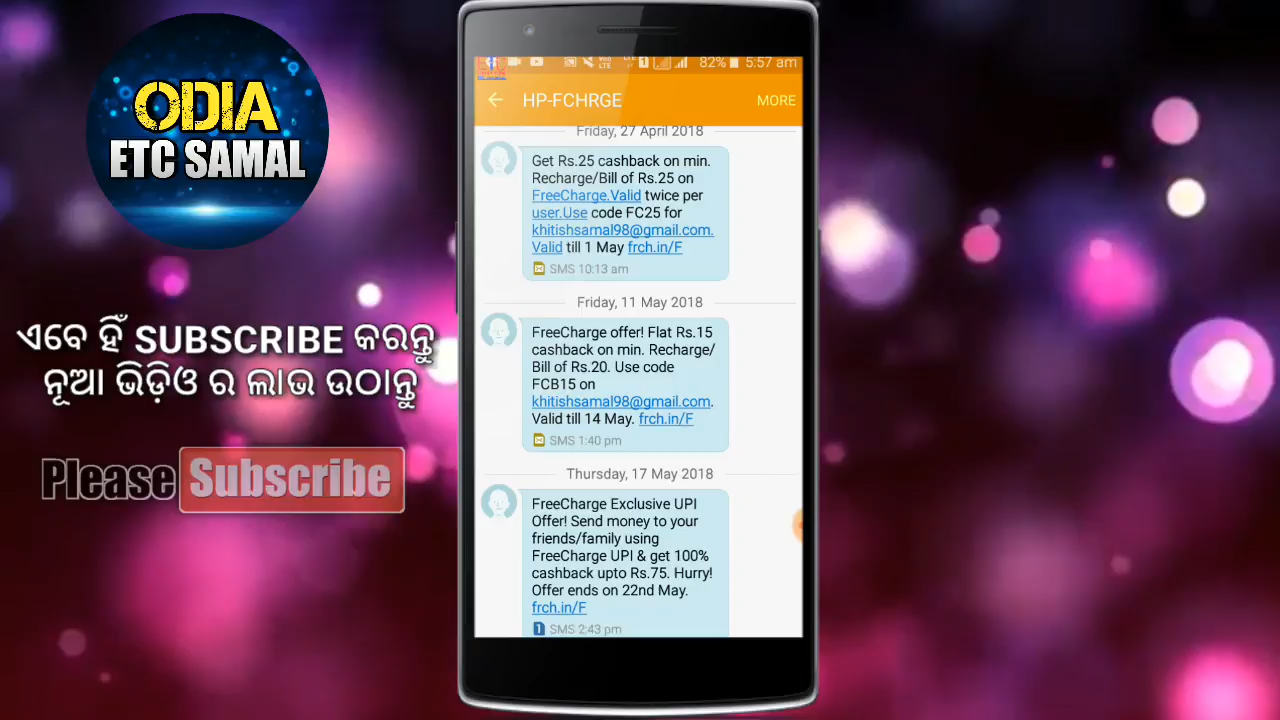 ODIA
ETC SAMAL
ଏବେ ହିଁ SUBSCRIBE କରନ୍ତୁ
ନୂଆ ଭିଡ଼ିଓ ର ଲାଭ ଉଠାନ୍ତୁ
Please Subscribe
82% 5:57 am
HP-FCHRGE
MORE
Friday, 27 April 2018
Get Rs.25 cashback on min.
Recharge/Bill of Rs.25 on
FreeCharge.Valid twice per
user.Use code FC25 for
khitishsamal98@gmail.com.
Valid till 1 May frch.in/F
SMS 10:13 am
Friday, 11 May 2018
FreeCharge offer! Flat Rs.15
cashback on min. Recharge/
Bill of Rs.20. Use code
FCB15 on
khitishsamal98@gmail.com.
Valid till 14 May. frch.in/F
SMS 1:40 pm
Thursday, 17 May 2018
FreeCharge Exclusive UPI
Offer! Send money to your
friends/family using
FreeCharge UPI & get 100%
cashback upto Rs.75. Hurry!
Offer ends on 22nd May.
frch.in/F
1 SMS 2:43 pm